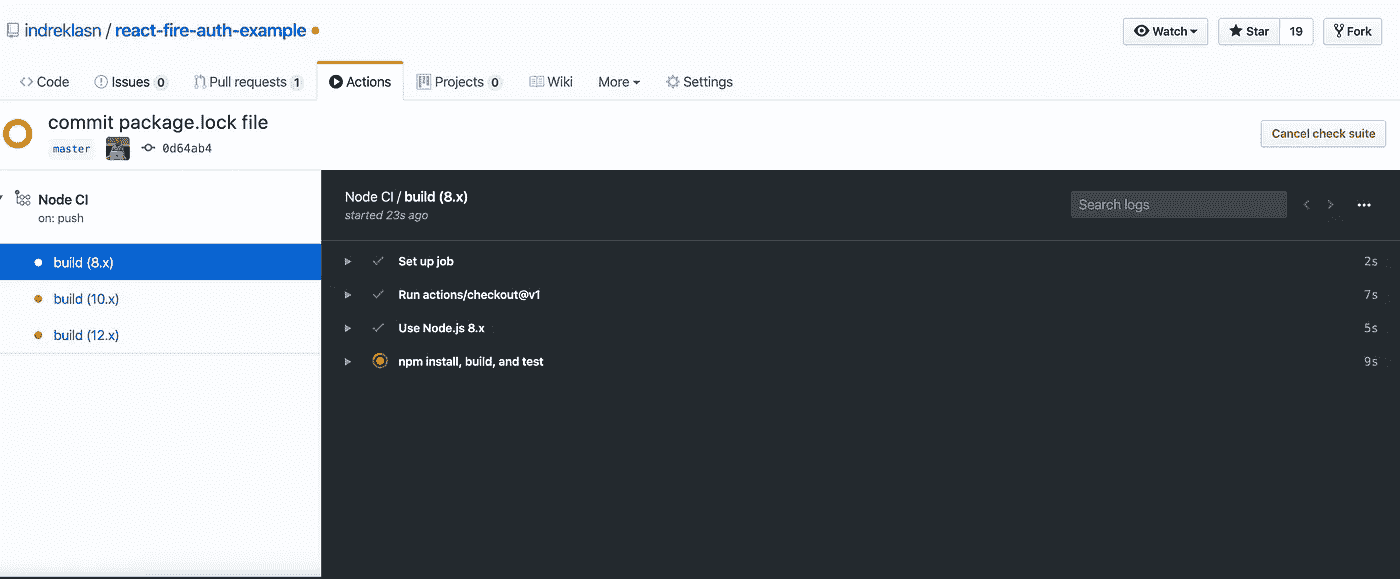 indreklasn / react-fire-auth-example
Watch
Star 19
Fork
Code
Issues 0
Pull requests 1
Actions
Projects 0
Wiki
More
Settings
commit package.lock file
master 0d64ab4
Cancel check suite
Node CI
on: push
build (8.x)
build (10.x)
build (12.x)
Node CI / build (8.x)
started 23s ago
Search logs
Set up job 2s
Run actions/checkout@v1 7s
Use Node.js 8.x 5s
npm install, build, and test 9s